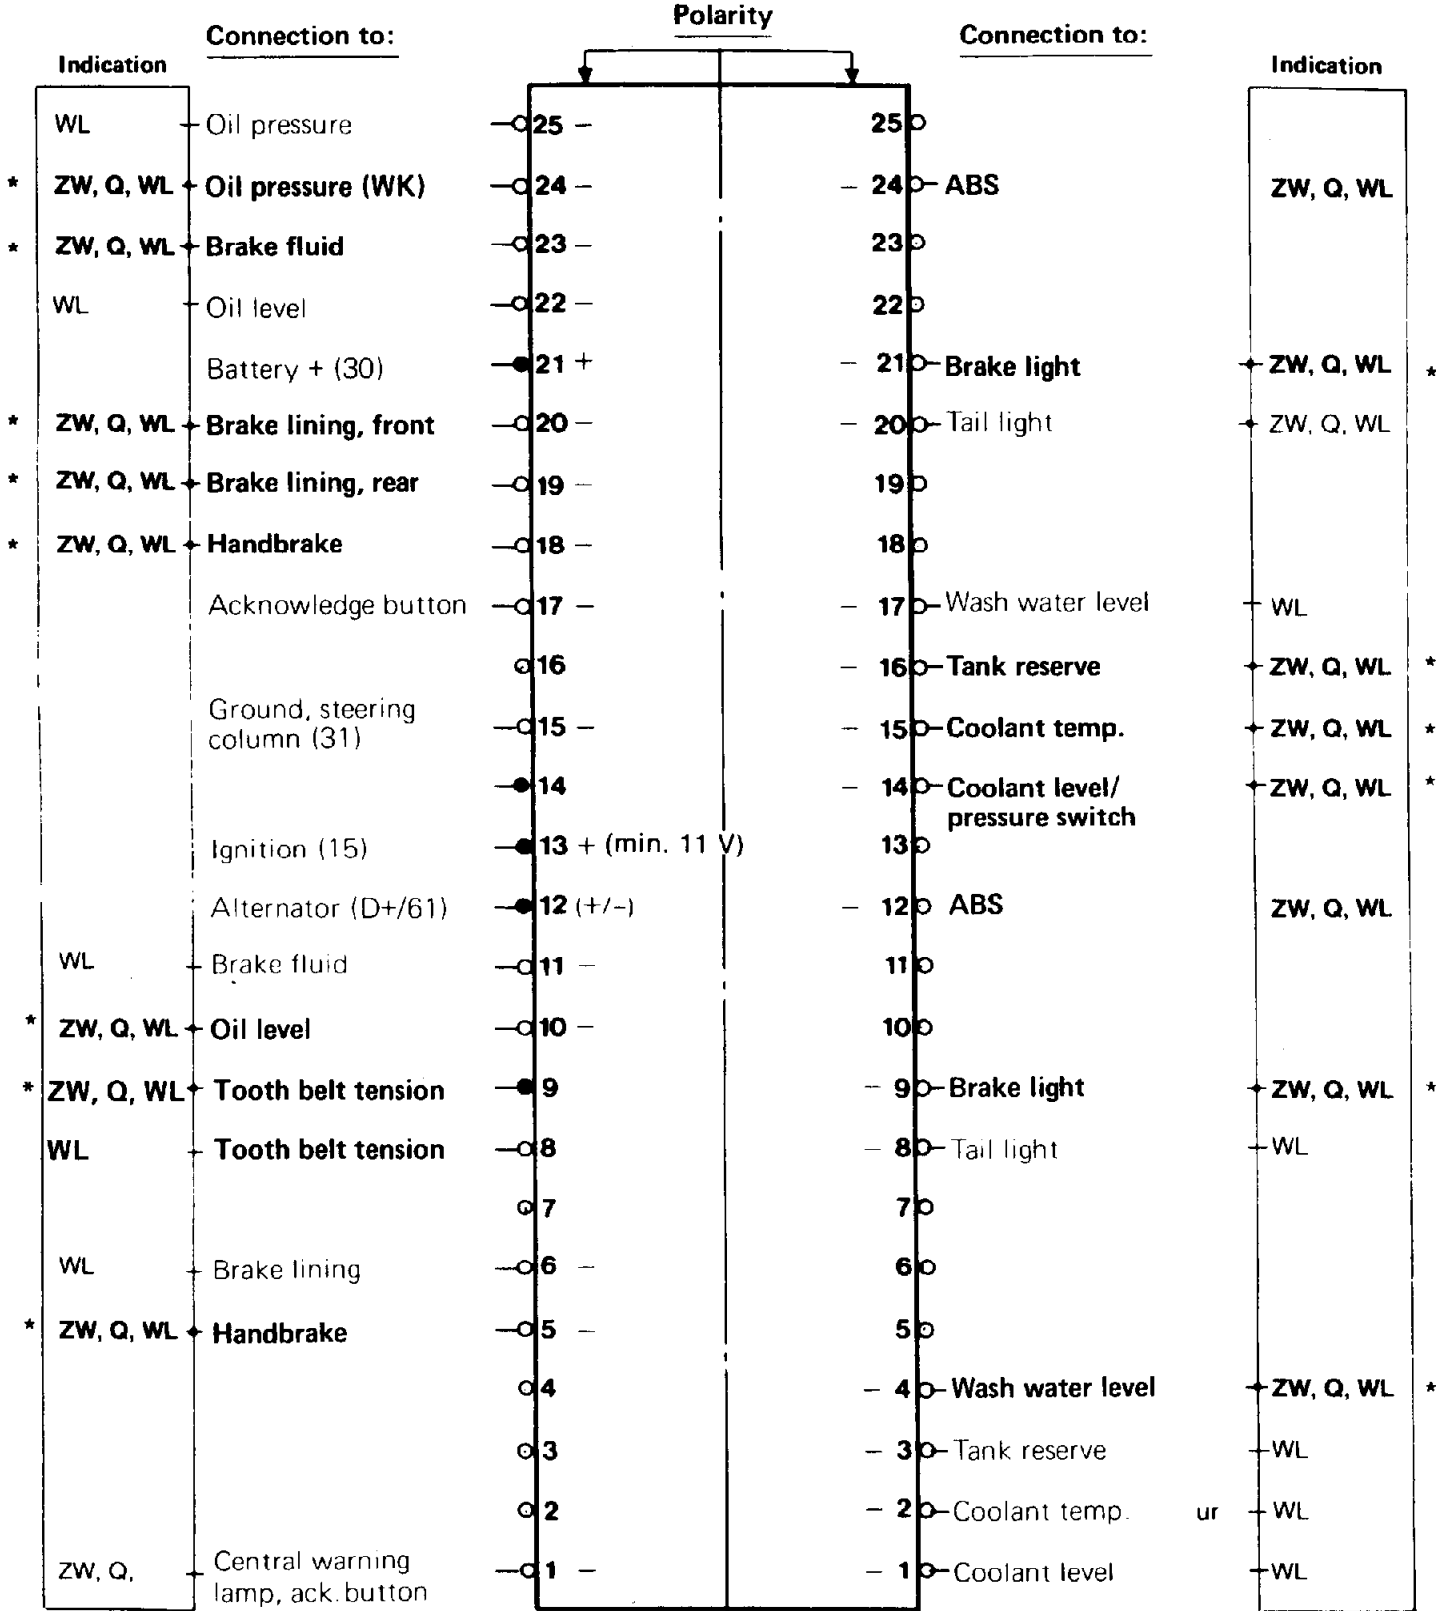 Polarity
Connection to:
Connection to:
Indication
Indication
WL Oil pressure 25 – 25
* ZW, Q, WL Oil pressure (WK) 24 – – 24 ABS ZW, Q, WL
* ZW, Q, WL Brake fluid 23 – 23
WL Oil level 22 – 22
Battery + (30) 21 + – 21 Brake light ZW, Q, WL *
* ZW, Q, WL Brake lining, front 20 – – 20 Tail light ZW, Q, WL
* ZW, Q, WL Brake lining, rear 19 – 19
* ZW, Q, WL Handbrake 18 – 18
Acknowledge button 17 – – 17 Wash water level WL
16 – 16 Tank reserve ZW, Q, WL *
Ground, steering
column (31) 15 – – 15 Coolant temp. ZW, Q, WL *
14 – 14 Coolant level/ ZW, Q, WL *
pressure switch
Ignition (15) 13 + (min. 11 V) 13
Alternator (D+/61) 12 (+/–) – 12 ABS ZW, Q, WL
WL Brake fluid 11 – 11
* ZW, Q, WL Oil level 10 – 10
* ZW, Q, WL Tooth belt tension 9 – 9 Brake light ZW, Q, WL *
WL Tooth belt tension 8 – – 8 Tail light WL
7 7
WL Brake lining 6 – 6
* ZW, Q, WL Handbrake 5 – 5
4 – 4 Wash water level ZW, Q, WL *
3 – 3 Tank reserve WL
2 – 2 Coolant temp. ur WL
ZW, Q, Central warning
lamp, ack. button 1 – – 1 Coolant level WL